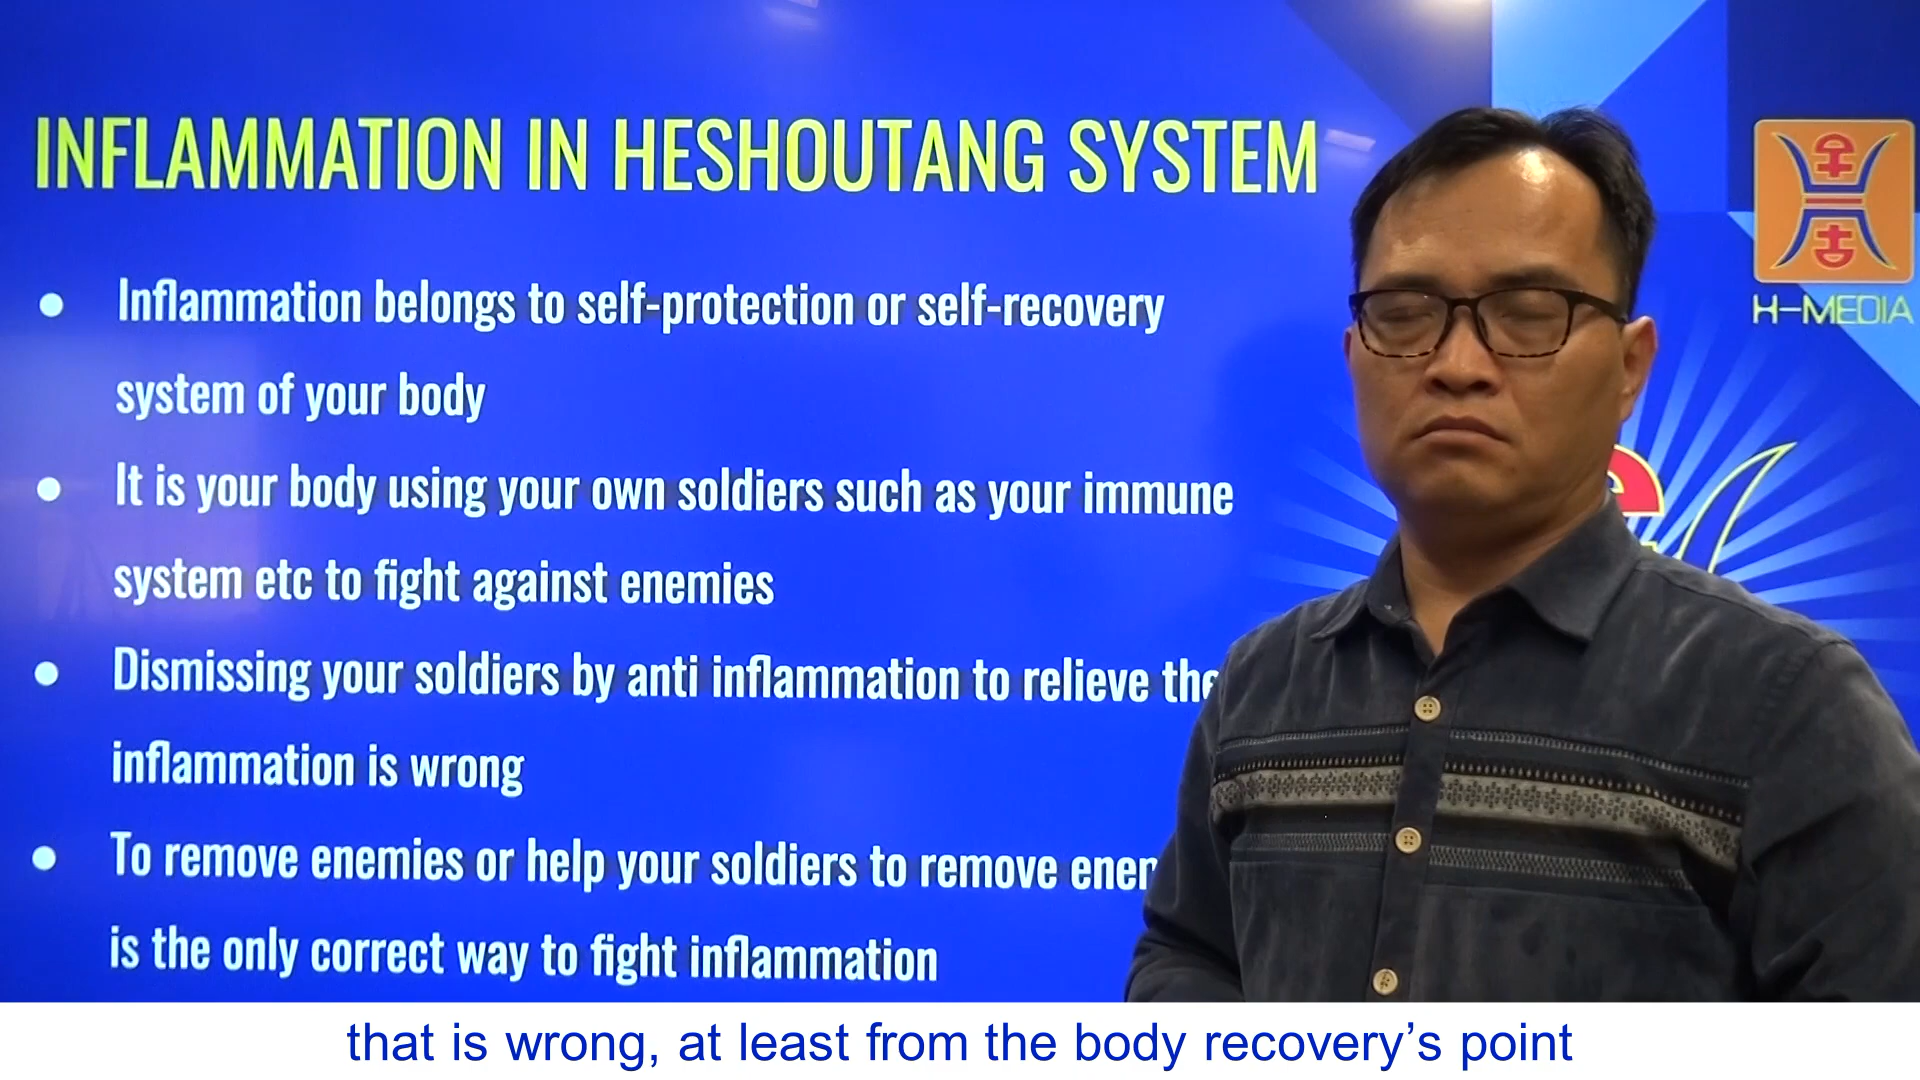 INFLAMMATION IN HESHOUTANG SYSTEM
H-MEDIA
● Inflammation belongs to self-protection or self-recovery
system of your body
● It is your body using your own soldiers such as your immune
system etc to fight against enemies
● Dismissing your soldiers by anti inflammation to relieve the
inflammation is wrong
● To remove enemies or help your soldiers to remove
is the only correct way to fight inflammation
that is wrong, at least from the body recovery’s point